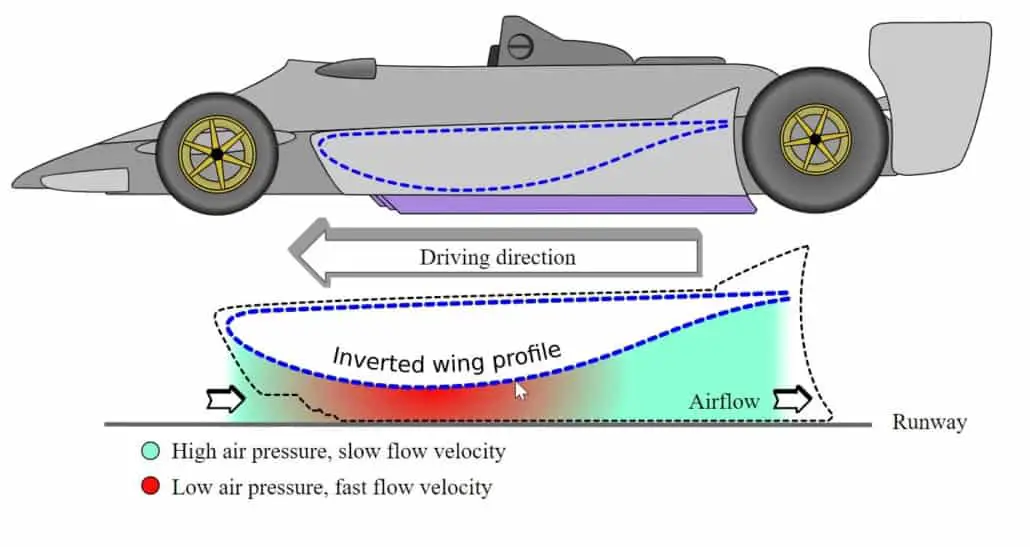 Driving direction
Inverted wing profile
Airflow
Runway
High air pressure, slow flow velocity
Low air pressure, fast flow velocity